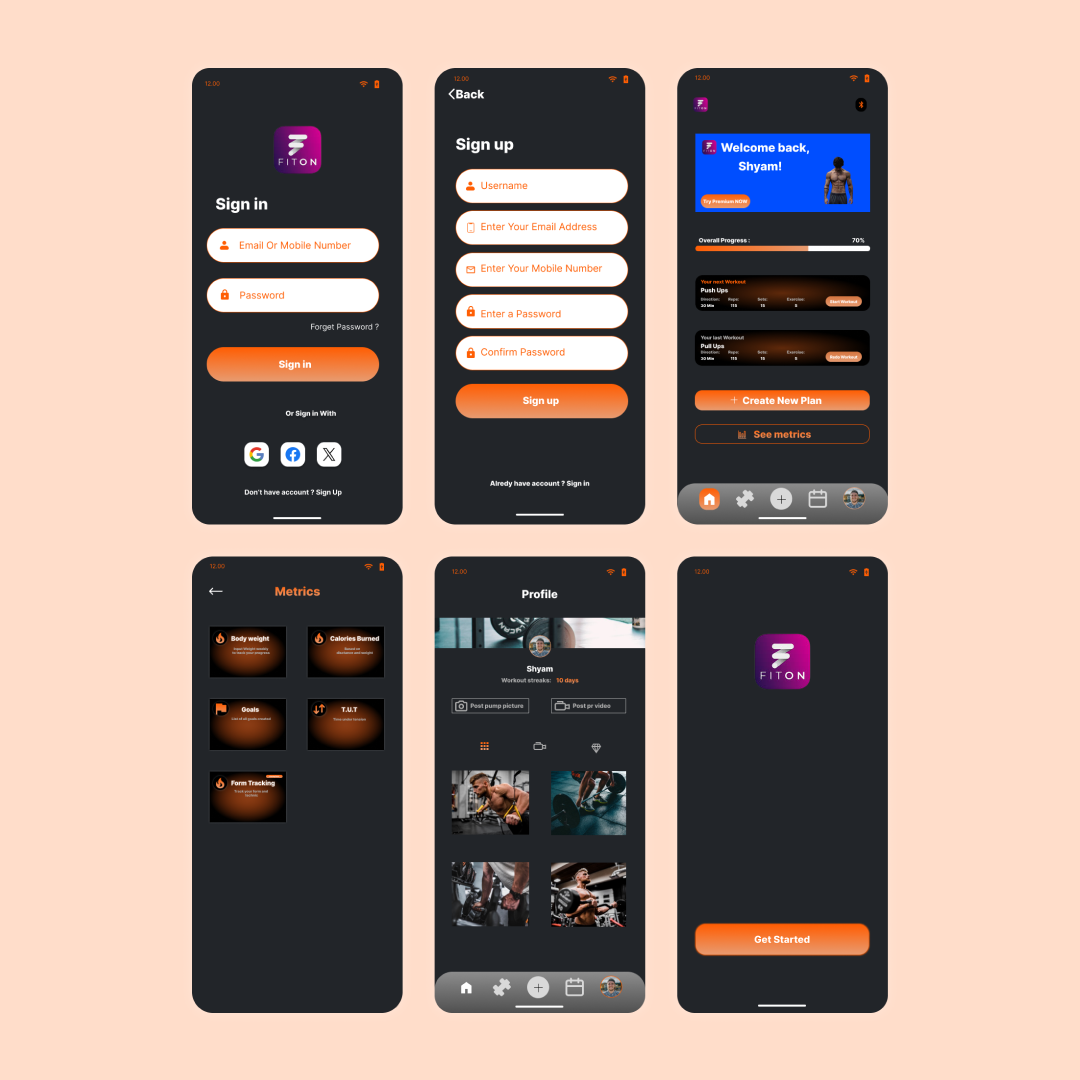 12.00
FITON
Sign in
Email Or Mobile Number
Password
Forget Password ?
Sign in
Or Sign in With
Don't have account ? Sign Up
12.00
Back
Sign up
Username
Enter Your Email Address
Enter Your Mobile Number
Enter a Password
Confirm Password
Sign up
Alredy have account ? Sign in
12.00
FITON
FITON
Welcome back,
Shyam!
Try Premium NOW
Overall Progress :
70%
Your next Workout
Push Ups
Direction: Reps: Sets: Exercise:
10 Min 115 15 5
Start Workout
Your last Workout
Pull Ups
Direction: Reps: Sets: Exercise:
10 Min 115 15 5
Redo Workout
Create New Plan
See metrics
12.00
Metrics
Body weight
Input Weight weekly
to track your progress.
Calories Burned
Based on
discussion and weight
Goals
List of all goals created
T.U.T
Time under tension
Form Tracking
Track your form and
technic
12.00
Profile
Shyam
Workout streaks: 10 days
Post pump picture
Post pr video
12.00
FITON
Get Started